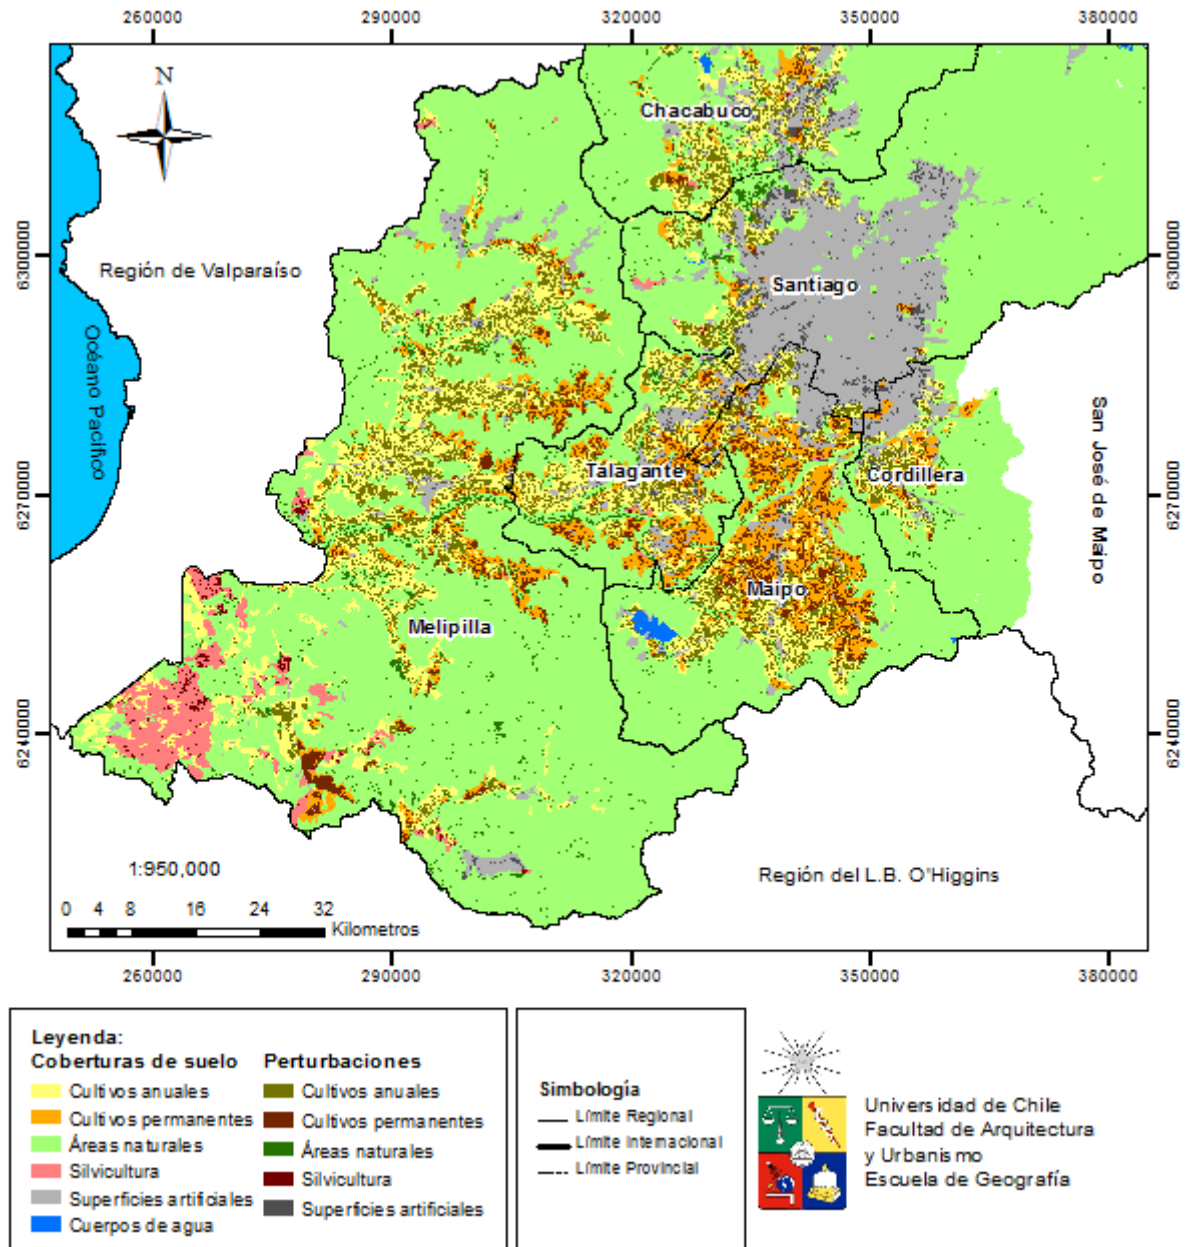 260000 290000 320000 350000 380000
N
Chacabuco
6300000
6300000
Región de Valparaíso
Santiago
Océano Pacífico
San José de Maipo
Talagante
Cordillera
6270000
6270000
Maipo
Melipilla
6240000
6240000
1:950,000
Región del L.B. O'Higgins
0 4 8 16 24 32
Kilometros
260000 290000 320000 350000 380000
Leyenda:
Coberturas de suelo
Cultivos anuales
Cultivos permanentes
Áreas naturales
Silvicultura
Superficies artificiales
Cuerpos de agua
Perturbaciones
Cultivos anuales
Cultivos permanentes
Áreas naturales
Silvicultura
Superficies artificiales
Simbología
Límite Regional
Límite Internacional
Límite Provincial
Universidad de Chile
Facultad de Arquitectura
y Urbanismo
Escuela de Geografía